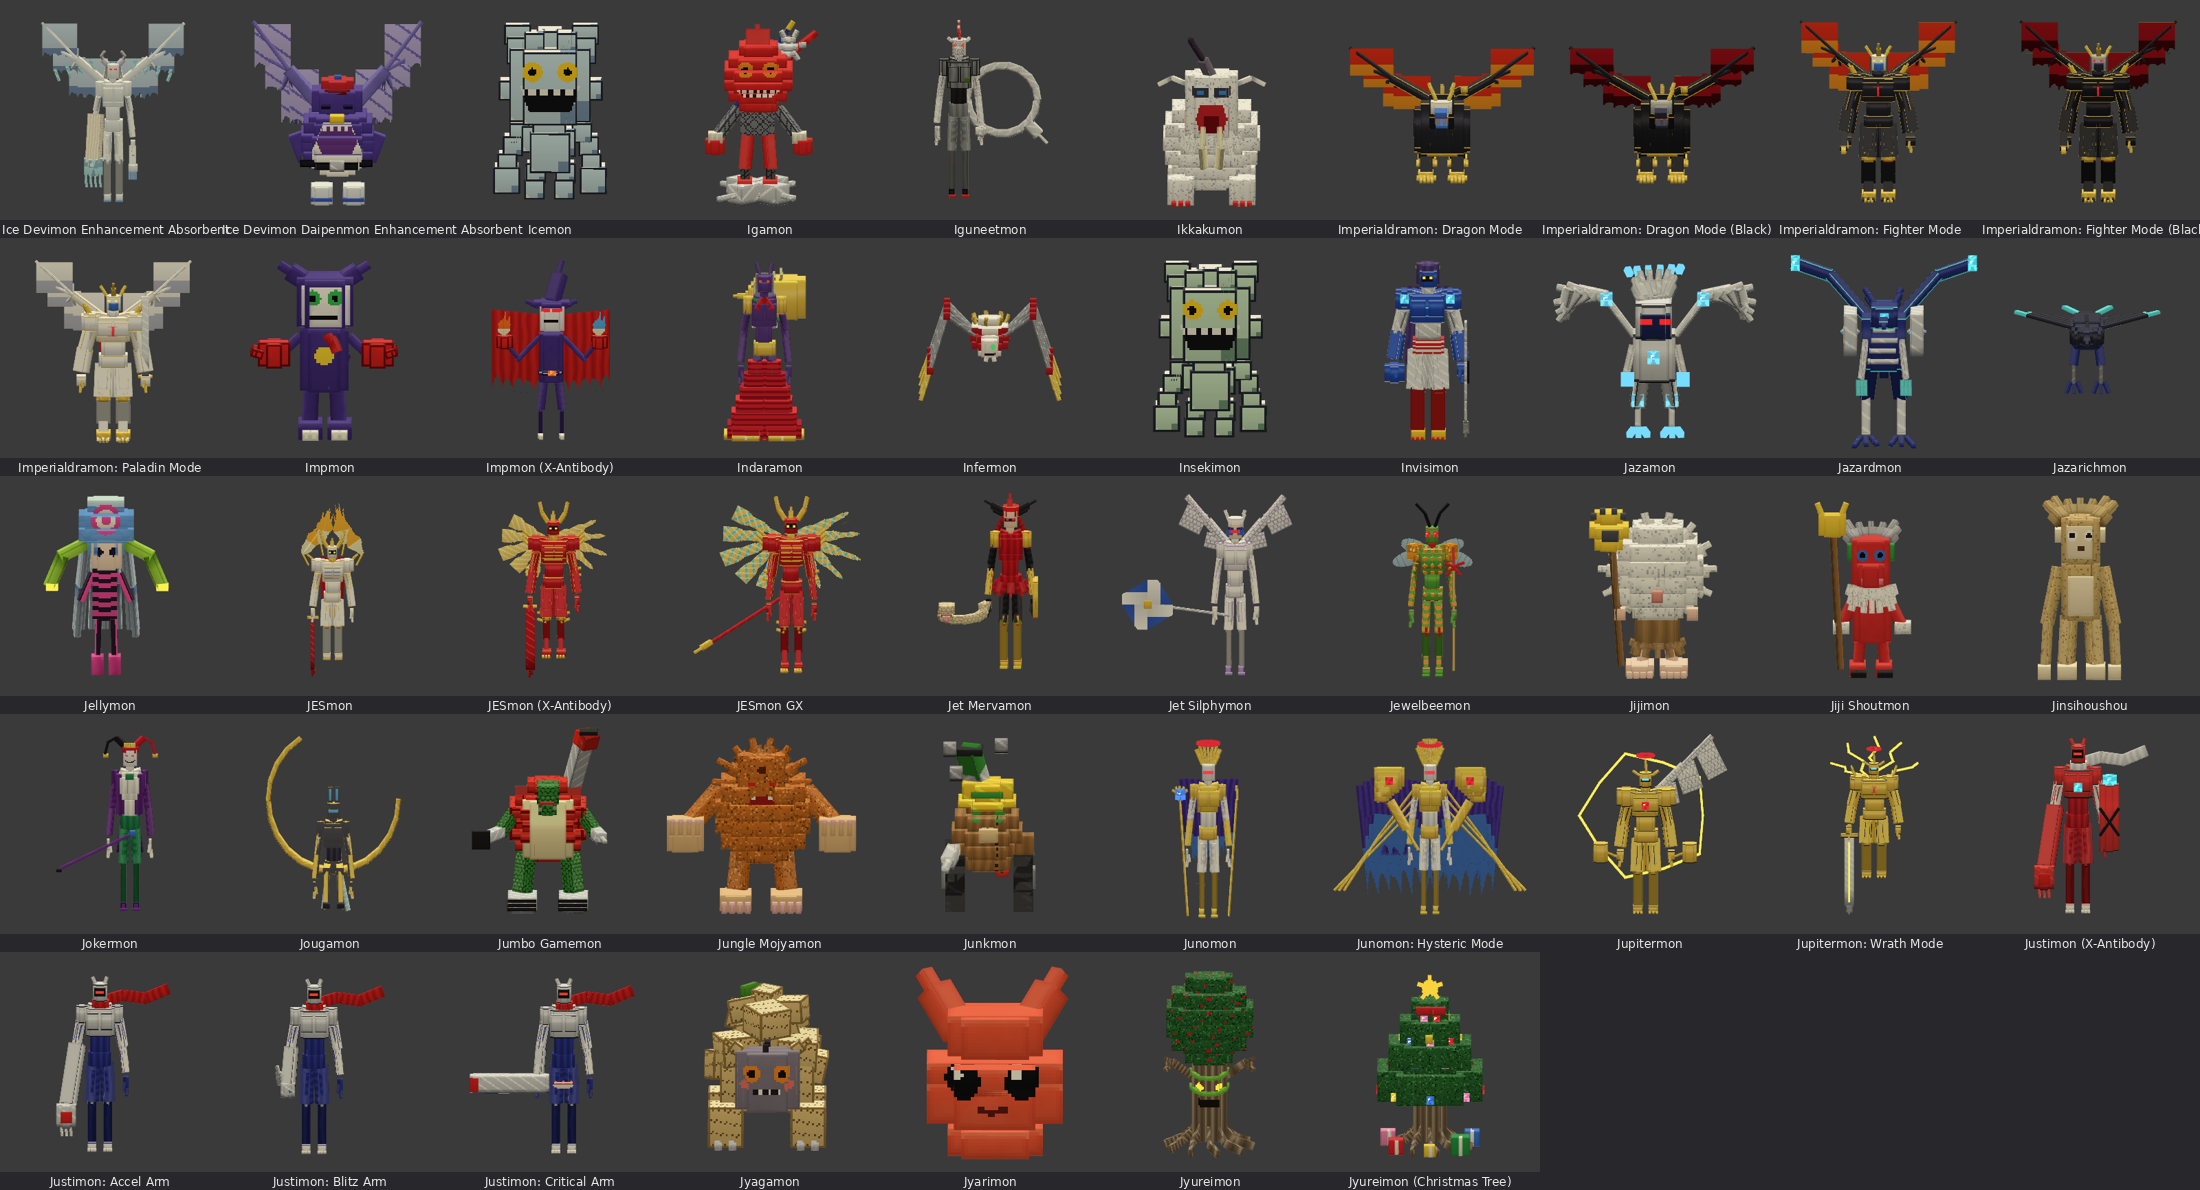 Ice Devimon Enhancement Absorbent
Ice Devimon Daipenmon Enhancement Absorbent
Icemon
Igamon
Iguneetmon
Ikkakumon
Imperialdramon: Dragon Mode
Imperialdramon: Dragon Mode (Black)
Imperialdramon: Fighter Mode
Imperialdramon: Fighter Mode (Blac
Imperialdramon: Paladin Mode
Impmon
Impmon (X-Antibody)
Indaramon
Infermon
Insekimon
Invisimon
Jazamon
Jazardmon
Jazarichmon
Jellymon
JESmon
JESmon (X-Antibody)
JESmon GX
Jet Mervamon
Jet Silphymon
Jewelbeemon
Jijimon
Jiji Shoutmon
Jinsihoushou
Jokermon
Jougamon
Jumbo Gamemon
Jungle Mojyamon
Junkmon
Junomon
Junomon: Hysteric Mode
Jupitermon
Jupitermon: Wrath Mode
Justimon (X-Antibody)
Justimon: Accel Arm
Justimon: Blitz Arm
Justimon: Critical Arm
Jyagamon
Jyarimon
Jyureimon
Jyureimon (Christmas Tree)